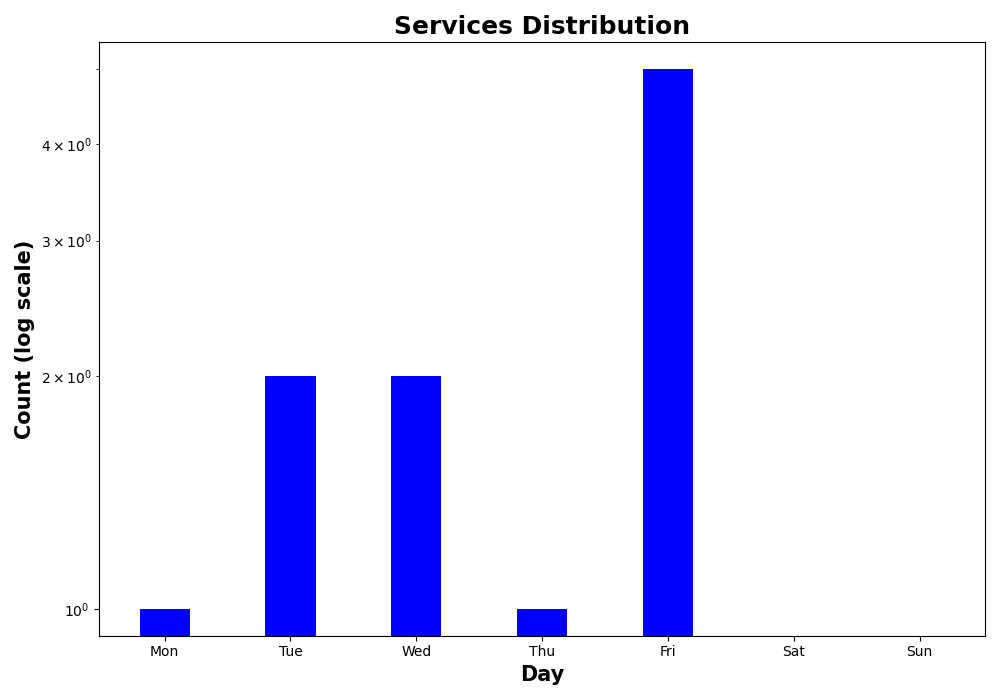 Services Distribution
Count (log scale)
4 × 10⁰
3 × 10⁰
2 × 10⁰
10⁰
Mon Tue Wed Thu Fri Sat Sun
Day